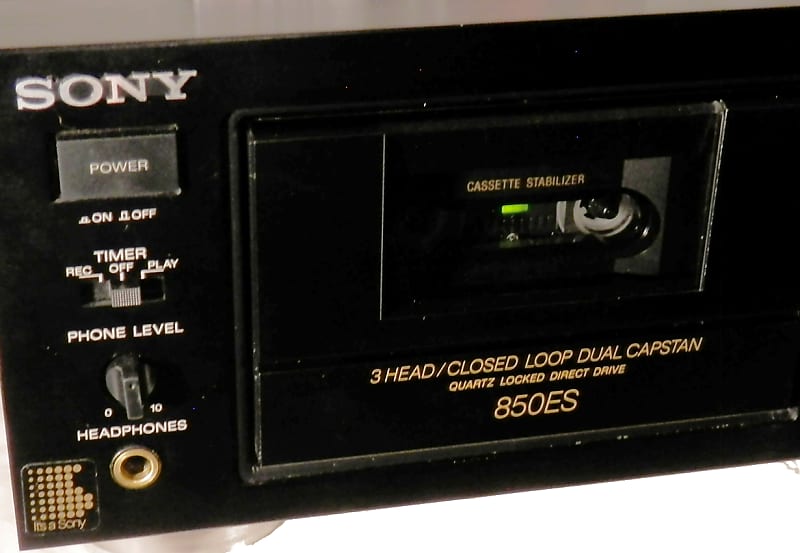 SONY
POWER
ON OFF
TIMER
REC OFF PLAY
PHONE LEVEL
0 10
HEADPHONES
It's a Sony
CASSETTE STABILIZER
3 HEAD/CLOSED LOOP DUAL CAPSTAN
QUARTZ LOCKED DIRECT DRIVE
850ES